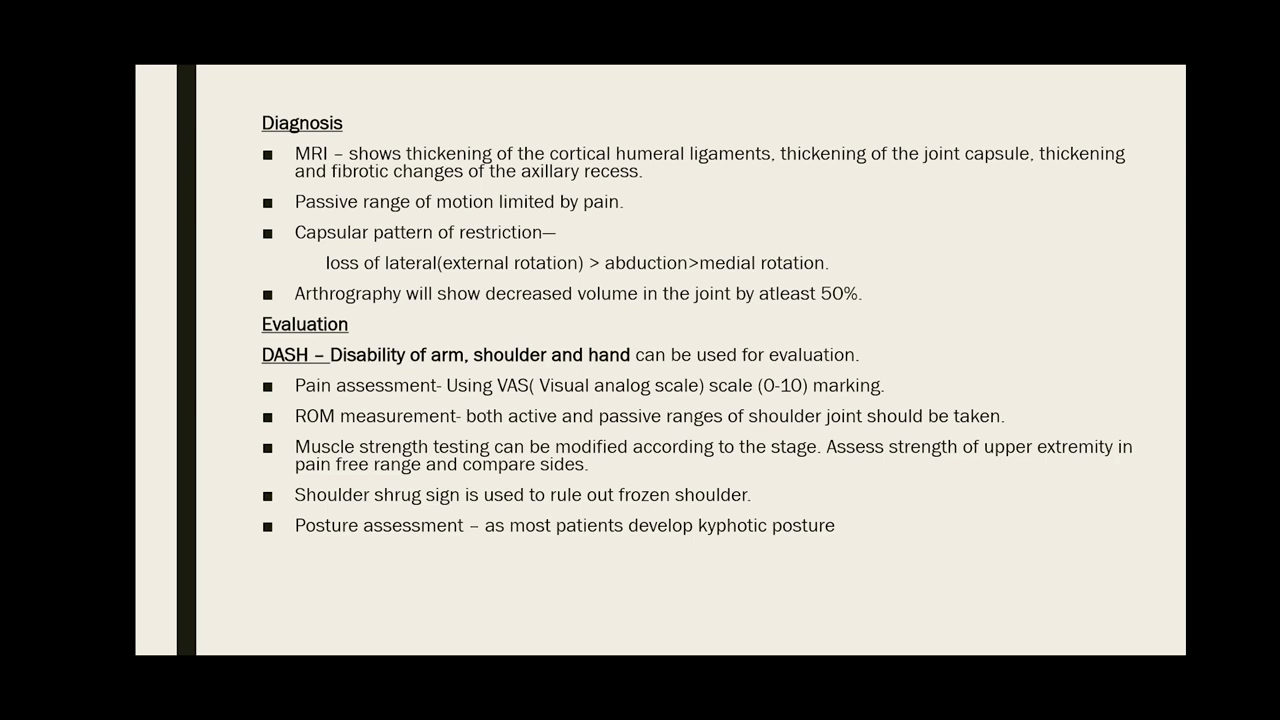 Diagnosis
■ MRI – shows thickening of the cortical humeral ligaments, thickening of the joint capsule, thickening
and fibrotic changes of the axillary recess.
■ Passive range of motion limited by pain.
■ Capsular pattern of restriction—
loss of lateral(external rotation) > abduction>medial rotation.
■ Arthrography will show decreased volume in the joint by atleast 50%.
Evaluation
DASH – Disability of arm, shoulder and hand can be used for evaluation.
■ Pain assessment- Using VAS( Visual analog scale) scale (0-10) marking.
■ ROM measurement- both active and passive ranges of shoulder joint should be taken.
■ Muscle strength testing can be modified according to the stage. Assess strength of upper extremity in
pain free range and compare sides.
■ Shoulder shrug sign is used to rule out frozen shoulder.
■ Posture assessment – as most patients develop kyphotic posture